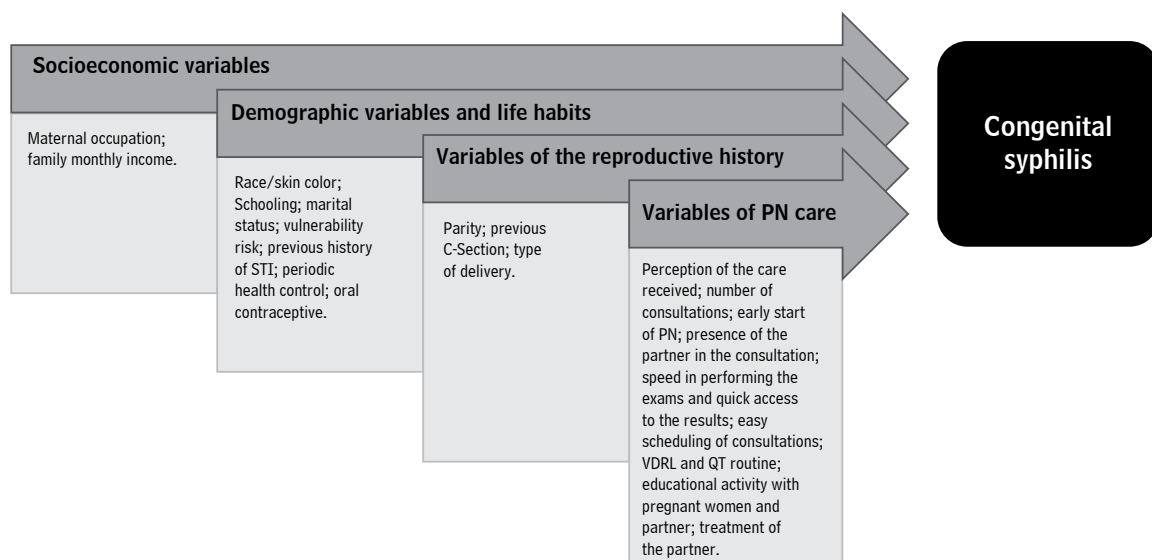 Socioeconomic variables
Maternal occupation;
family monthly income.
Demographic variables and life habits
Race/skin color;
Schooling; marital
status; vulnerability
risk; previous history
of STI; periodic
health control; oral
contraceptive.
Variables of the reproductive history
Parity; previous
C-Section; type
of delivery.
Variables of PN care
Perception of the care
received; number of
consultations; early start
of PN; presence of the
partner in the consultation;
speed in performing the
exams and quick access
to the results; easy
scheduling of consultations;
VDRL and QT routine;
educational activity with
pregnant women and
partner; treatment of
the partner.
Congenital
syphilis